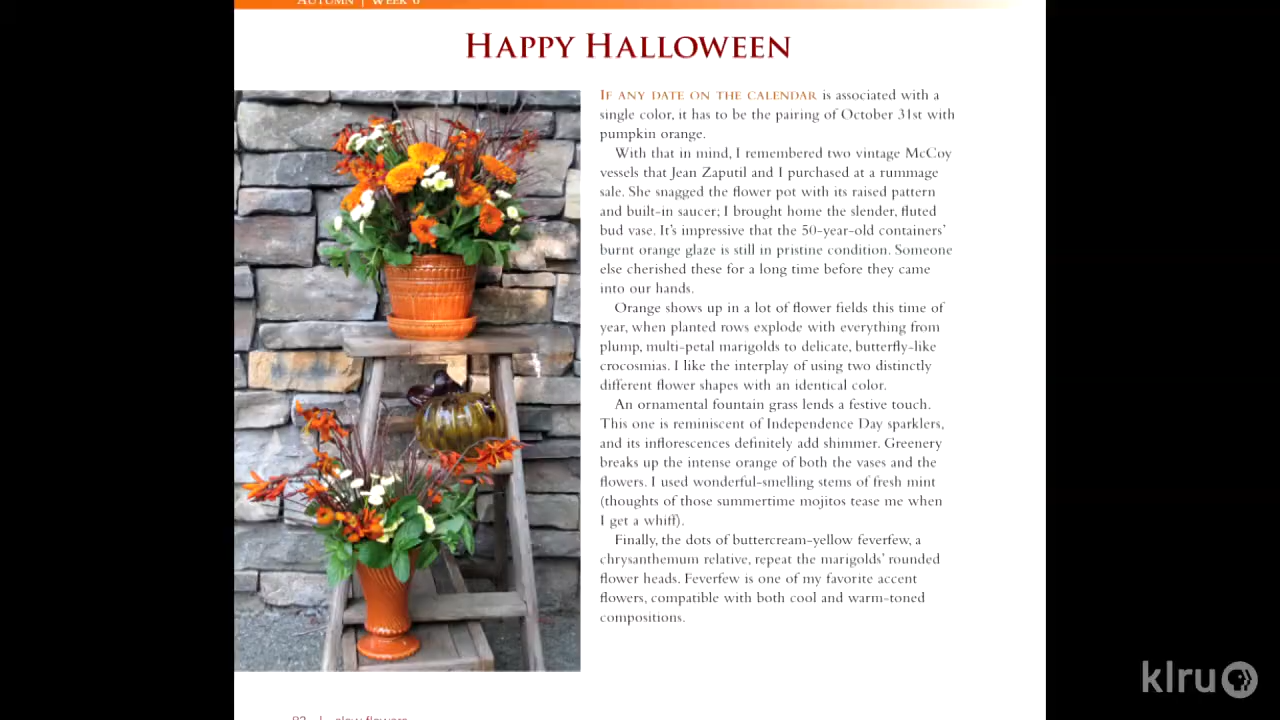 AUTUMN | WEEK 6
HAPPY HALLOWEEN
IF ANY DATE ON THE CALENDAR is associated with a
single color, it has to be the pairing of October 31st with
pumpkin orange.
With that in mind, I remembered two vintage McCoy
vessels that Jean Zaputil and I purchased at a rummage
sale. She snagged the flower pot with its raised pattern
and built-in saucer; I brought home the slender, fluted
bud vase. It's impressive that the 50-year-old containers'
burnt orange glaze is still in pristine condition. Someone
else cherished these for a long time before they came
into our hands.
Orange shows up in a lot of flower fields this time of
year, when planted rows explode with everything from
plump, multi-petal marigolds to delicate, butterfly-like
crocosmias. I like the interplay of using two distinctly
different flower shapes with an identical color.
An ornamental fountain grass lends a festive touch.
This one is reminiscent of Independence Day sparklers,
and its inflorescences definitely add shimmer. Greenery
breaks up the intense orange of both the vases and the
flowers. I used wonderful-smelling stems of fresh mint
(thoughts of those summertime mojitos tease me when
I get a whiff).
Finally, the dots of buttercream-yellow feverfew, a
chrysanthemum relative, repeat the marigolds' rounded
flower heads. Feverfew is one of my favorite accent
flowers, compatible with both cool and warm-toned
compositions.
| slow flowers
klru